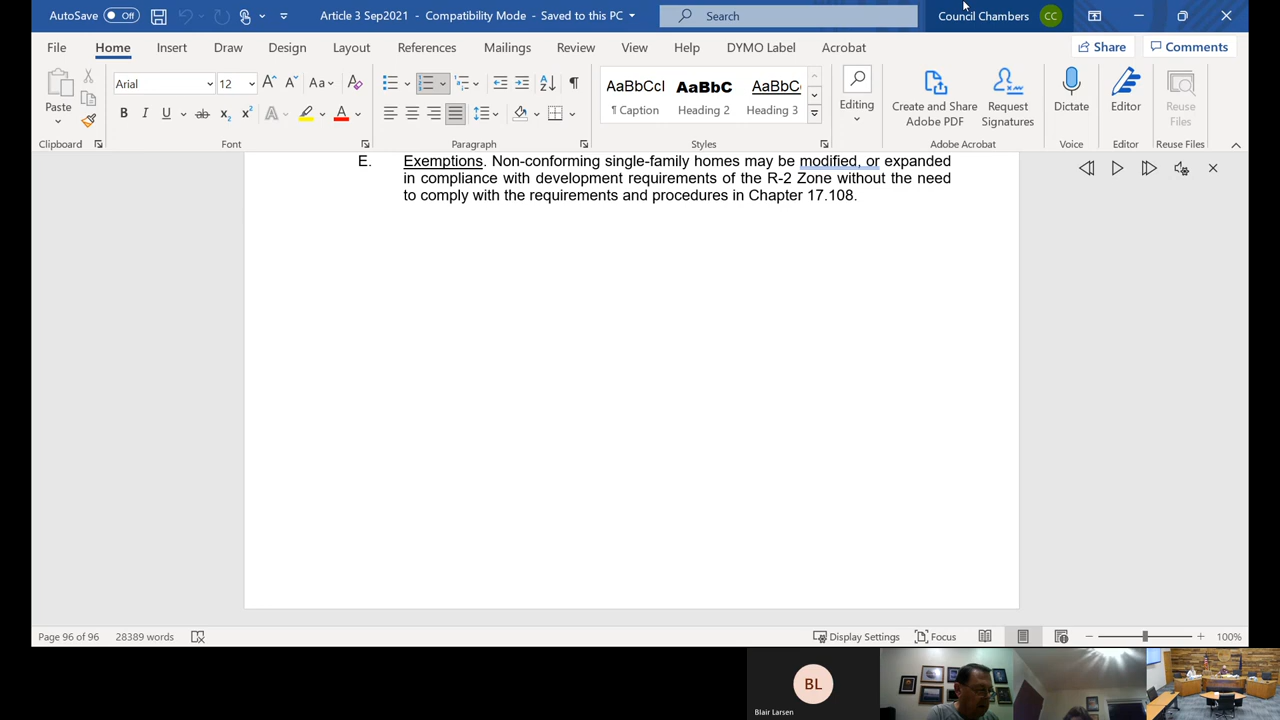 AutoSave Off Article 3 Sep2021 - Compatibility Mode - Saved to this PC Search Council Chambers CC
File Home Insert Draw Design Layout References Mailings Review View Help DYMO Label Acrobat Share Comments
Paste Arial 12 Aa AaBbCcI AaBbC AaBbCc Editing Create and Share Adobe PDF Request Signatures Dictate Editor Reuse Files
¶ Caption Heading 2 Heading 3
Clipboard Font Paragraph Styles Adobe Acrobat Voice Editor Reuse Files
E. Exemptions. Non-conforming single-family homes may be modified, or expanded
in compliance with development requirements of the R-2 Zone without the need
to comply with the requirements and procedures in Chapter 17.108.
Page 96 of 96 28389 words Display Settings Focus 100%
BL
Blair Larsen